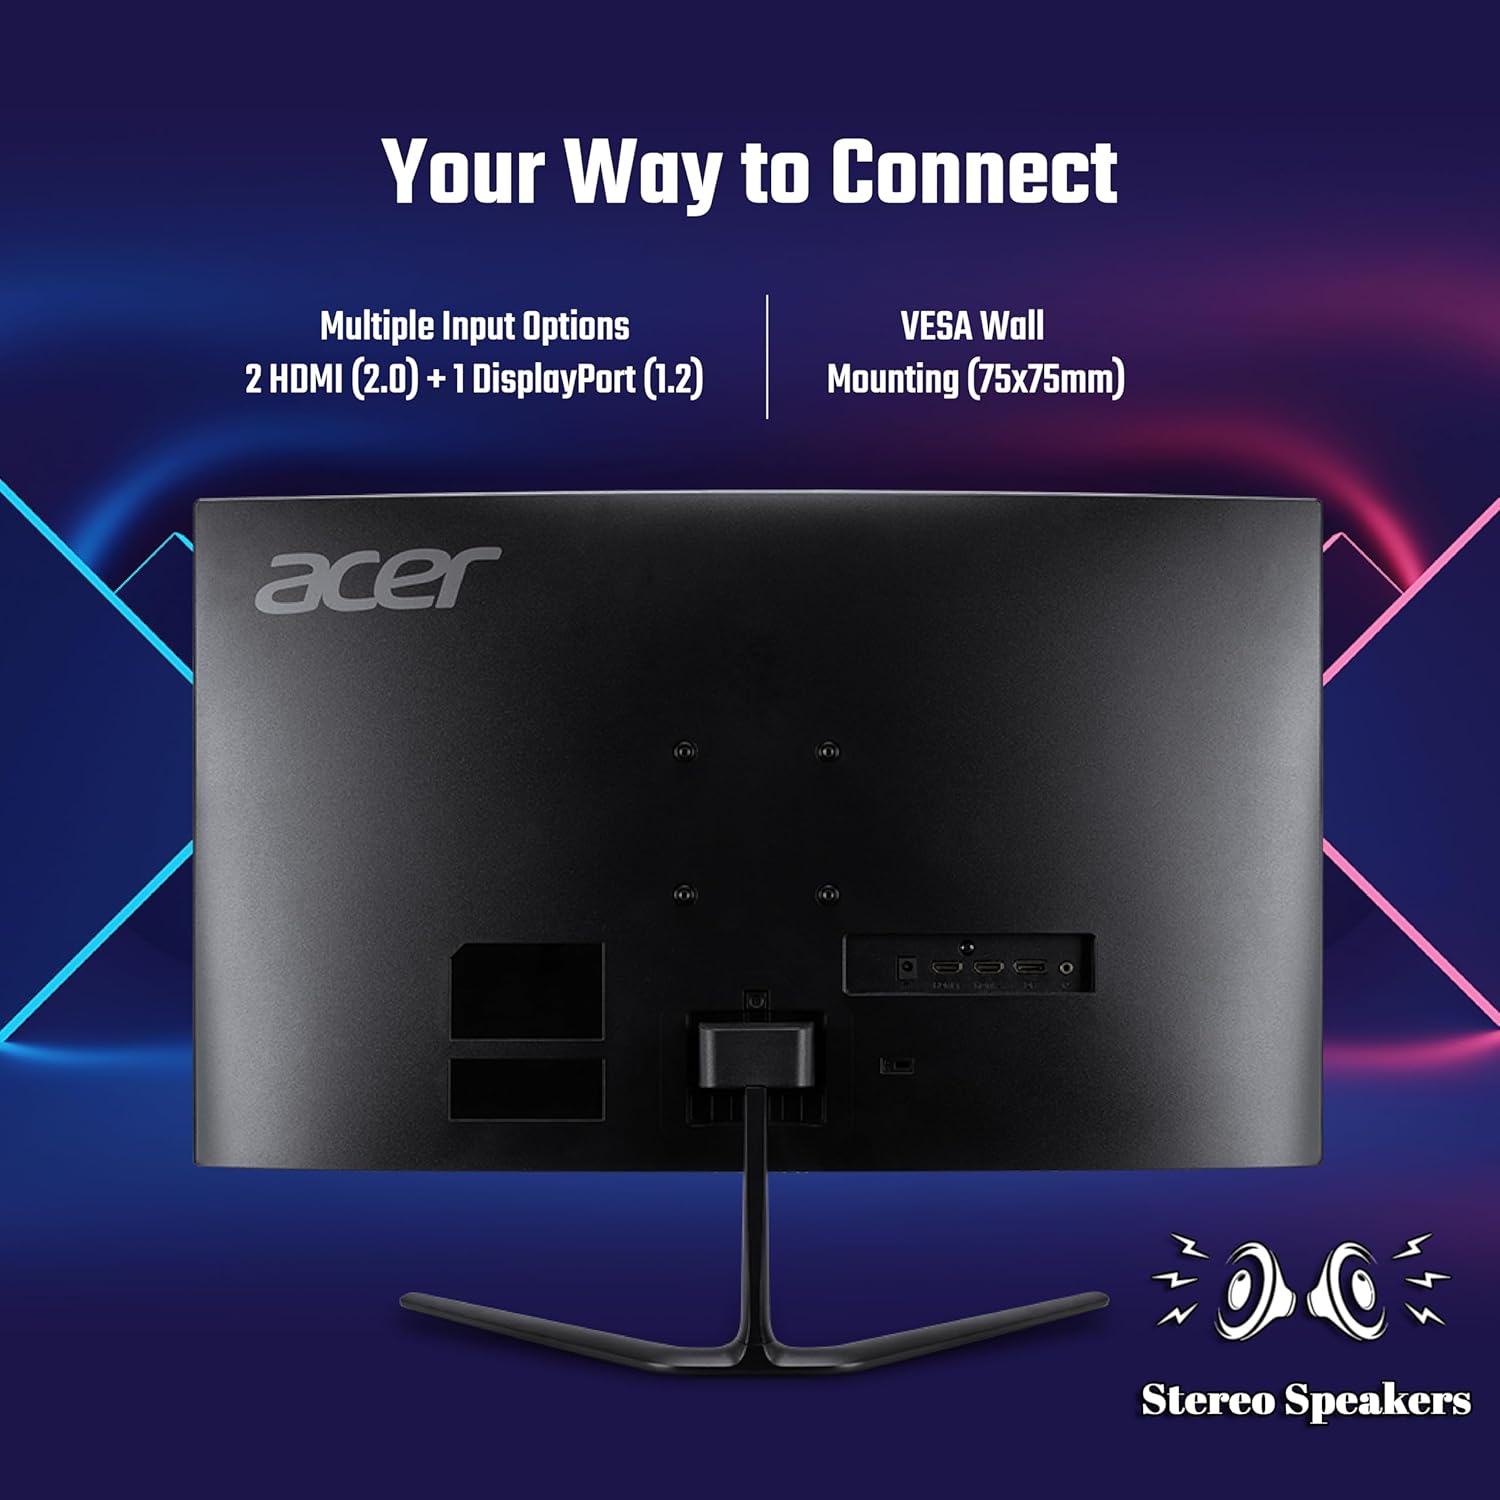 Your Way to Connect
Multiple Input Options
2 HDMI (2.0) + 1 DisplayPort (1.2)
VESA Wall
Mounting (75x75mm)
acer
Stereo Speakers